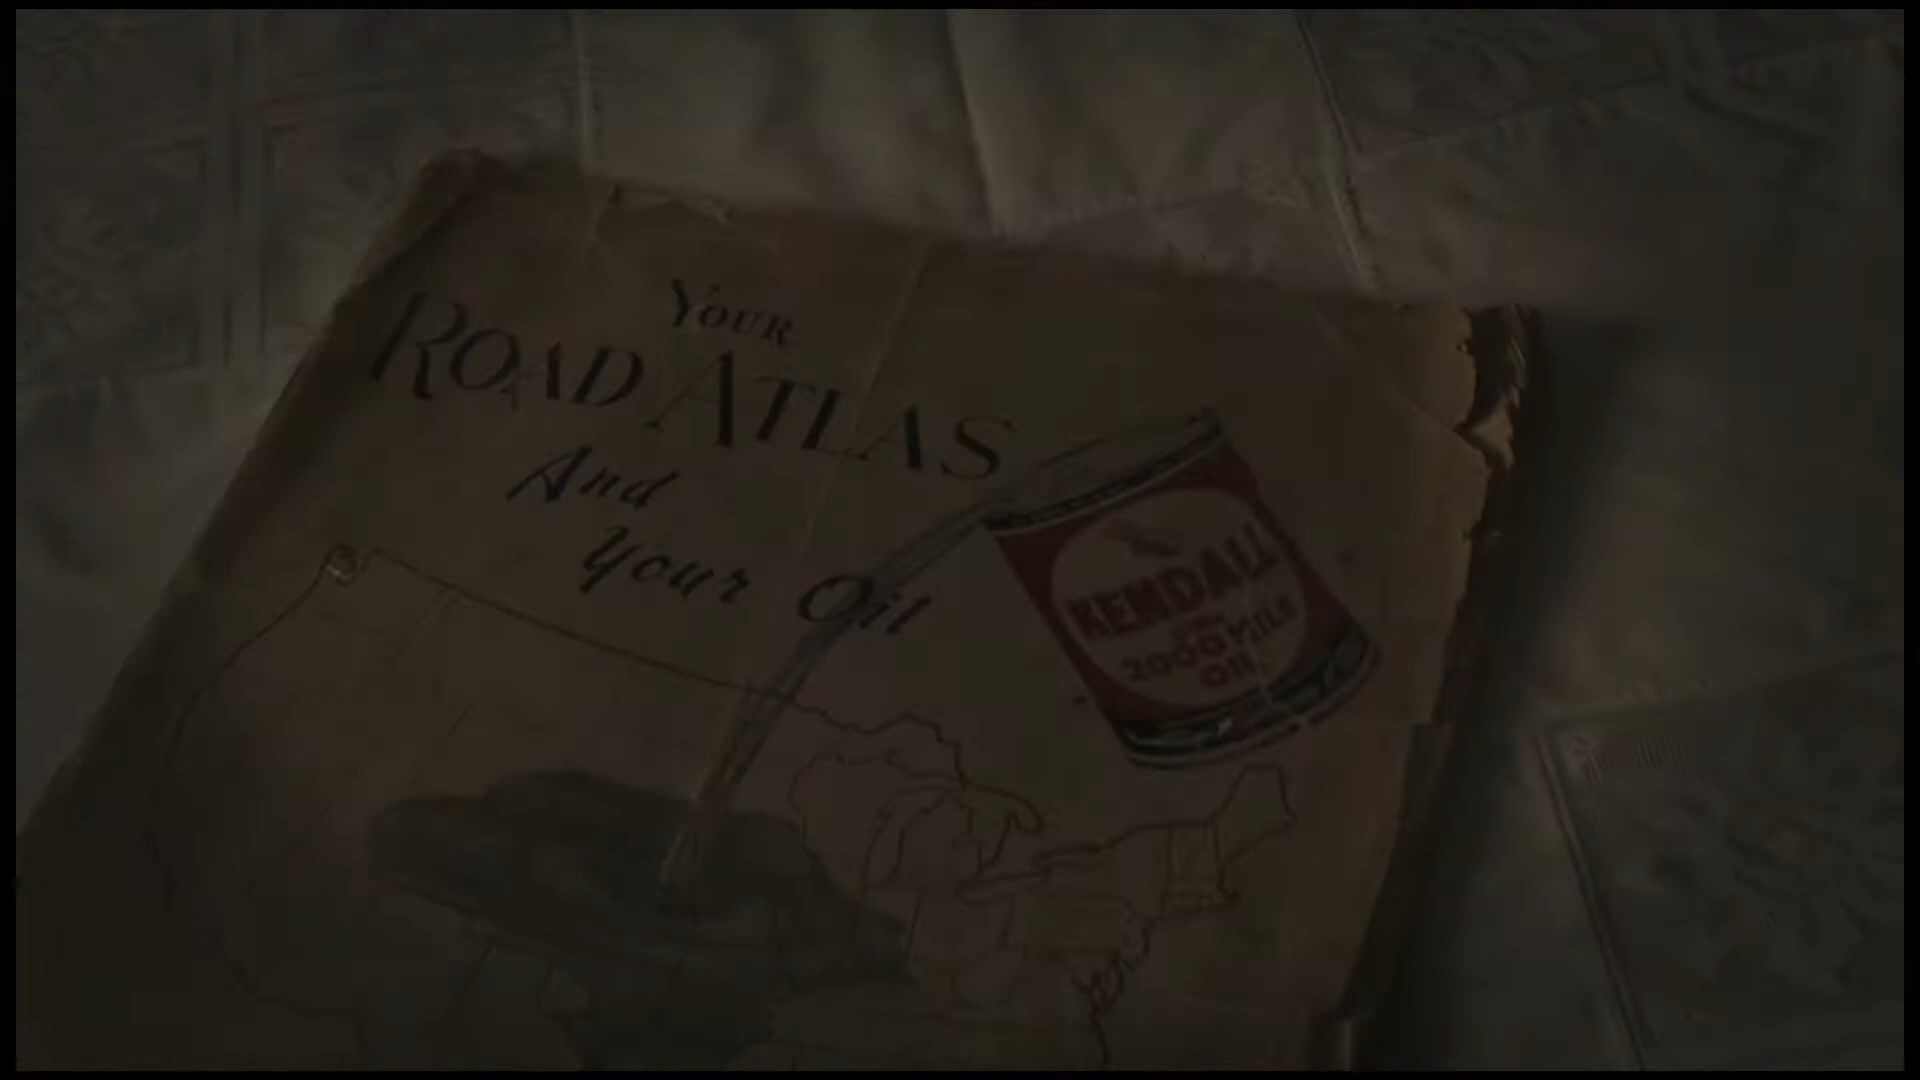 Your
ROAD ATLAS
And
Your Oil
KENDALL
2000 MILE
OIL